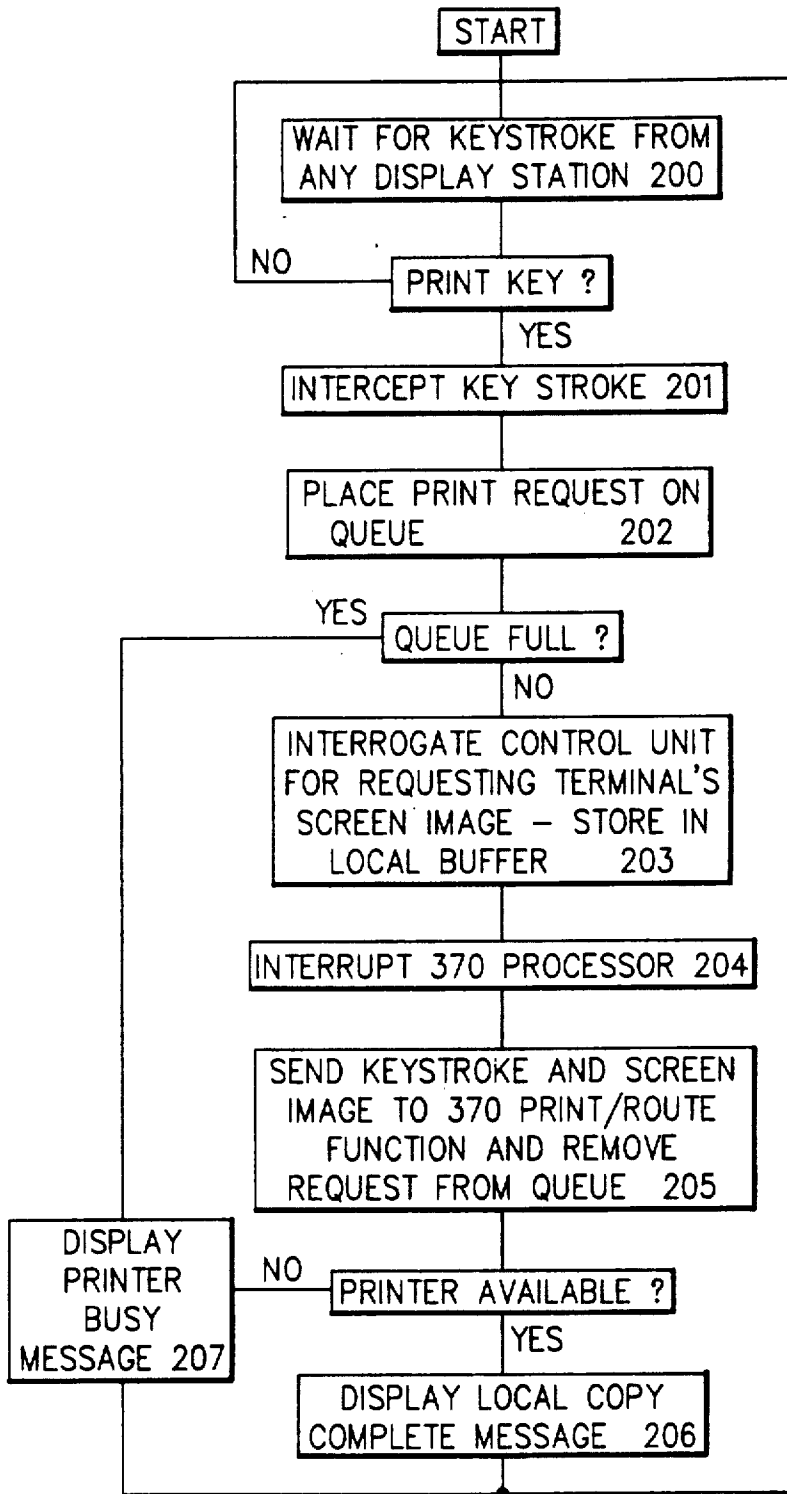 START
WAIT FOR KEYSTROKE FROM
ANY DISPLAY STATION 200
NO
PRINT KEY ?
YES
INTERCEPT KEY STROKE 201
PLACE PRINT REQUEST ON
QUEUE 202
YES
QUEUE FULL ?
NO
INTERROGATE CONTROL UNIT
FOR REQUESTING TERMINAL'S
SCREEN IMAGE – STORE IN
LOCAL BUFFER 203
INTERRUPT 370 PROCESSOR 204
SEND KEYSTROKE AND SCREEN
IMAGE TO 370 PRINT/ROUTE
FUNCTION AND REMOVE
REQUEST FROM QUEUE 205
DISPLAY
PRINTER
BUSY
MESSAGE 207
NO
PRINTER AVAILABLE ?
YES
DISPLAY LOCAL COPY
COMPLETE MESSAGE 206